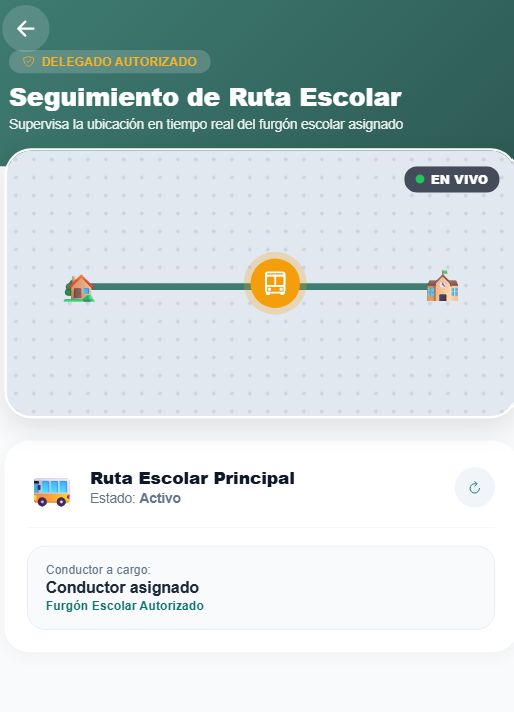 DELEGADO AUTORIZADO
Seguimiento de Ruta Escolar
Supervisa la ubicación en tiempo real del furgón escolar asignado
EN VIVO
Ruta Escolar Principal
Estado: Activo
Conductor a cargo:
Conductor asignado
Furgón Escolar Autorizado